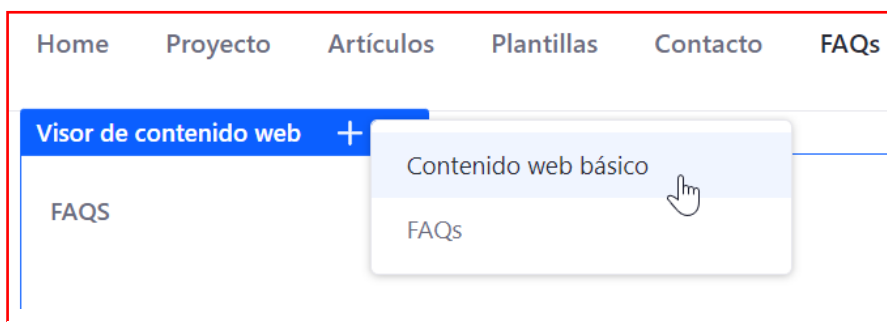 Home Proyecto Artículos Plantillas Contacto FAQs
Visor de contenido web +
Contenido web básico
FAQS
FAQs